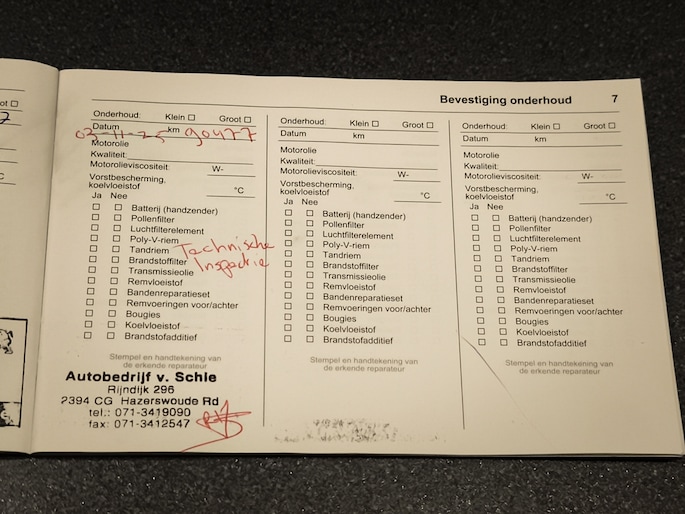 ot ☐
Bevestiging onderhoud 7
Onderhoud: Klein ☐ Groot ☐
Datum km
03-11-25 90477
Motorolie
Kwaliteit:
Motorolieviscositeit: W-
Vorstbescherming,
koelvloeistof °C
Ja Nee
☐ ☐ Batterij (handzender)
☐ ☐ Pollenfilter
☐ ☐ Luchtfilterelement
☐ ☐ Poly-V-riem
☐ ☐ Tandriem
☐ ☐ Brandstoffilter
☐ ☐ Transmissieolie
☐ ☐ Remvloeistof
☐ ☐ Bandenreparatieset
☐ ☐ Remvoeringen voor/achter
☐ ☐ Bougies
☐ ☐ Koelvloeistof
☐ ☐ Brandstofadditief
Technische
Inspectie
Stempel en handtekening van
de erkende reparateur
Autobedrijf v. Schie
Rijndijk 296
2394 CG Hazerswoude Rd
tel.: 071-3419090
fax: 071-3412547
Onderhoud: Klein ☐ Groot ☐
Datum km
Motorolie
Kwaliteit:
Motorolieviscositeit: W-
Vorstbescherming,
koelvloeistof °C
Ja Nee
☐ ☐ Batterij (handzender)
☐ ☐ Pollenfilter
☐ ☐ Luchtfilterelement
☐ ☐ Poly-V-riem
☐ ☐ Tandriem
☐ ☐ Brandstoffilter
☐ ☐ Transmissieolie
☐ ☐ Remvloeistof
☐ ☐ Bandenreparatieset
☐ ☐ Remvoeringen voor/achter
☐ ☐ Bougies
☐ ☐ Koelvloeistof
☐ ☐ Brandstofadditief
Stempel en handtekening van
de erkende reparateur
Onderhoud: Klein ☐ Groot ☐
Datum km
Motorolie
Kwaliteit:
Motorolieviscositeit: W-
Vorstbescherming,
koelvloeistof °C
Ja Nee
☐ ☐ Batterij (handzender)
☐ ☐ Pollenfilter
☐ ☐ Luchtfilterelement
☐ ☐ Poly-V-riem
☐ ☐ Tandriem
☐ ☐ Brandstoffilter
☐ ☐ Transmissieolie
☐ ☐ Remvloeistof
☐ ☐ Bandenreparatieset
☐ ☐ Remvoeringen voor/achter
☐ ☐ Bougies
☐ ☐ Koelvloeistof
☐ ☐ Brandstofadditief
Stempel en handtekening van
de erkende reparateur